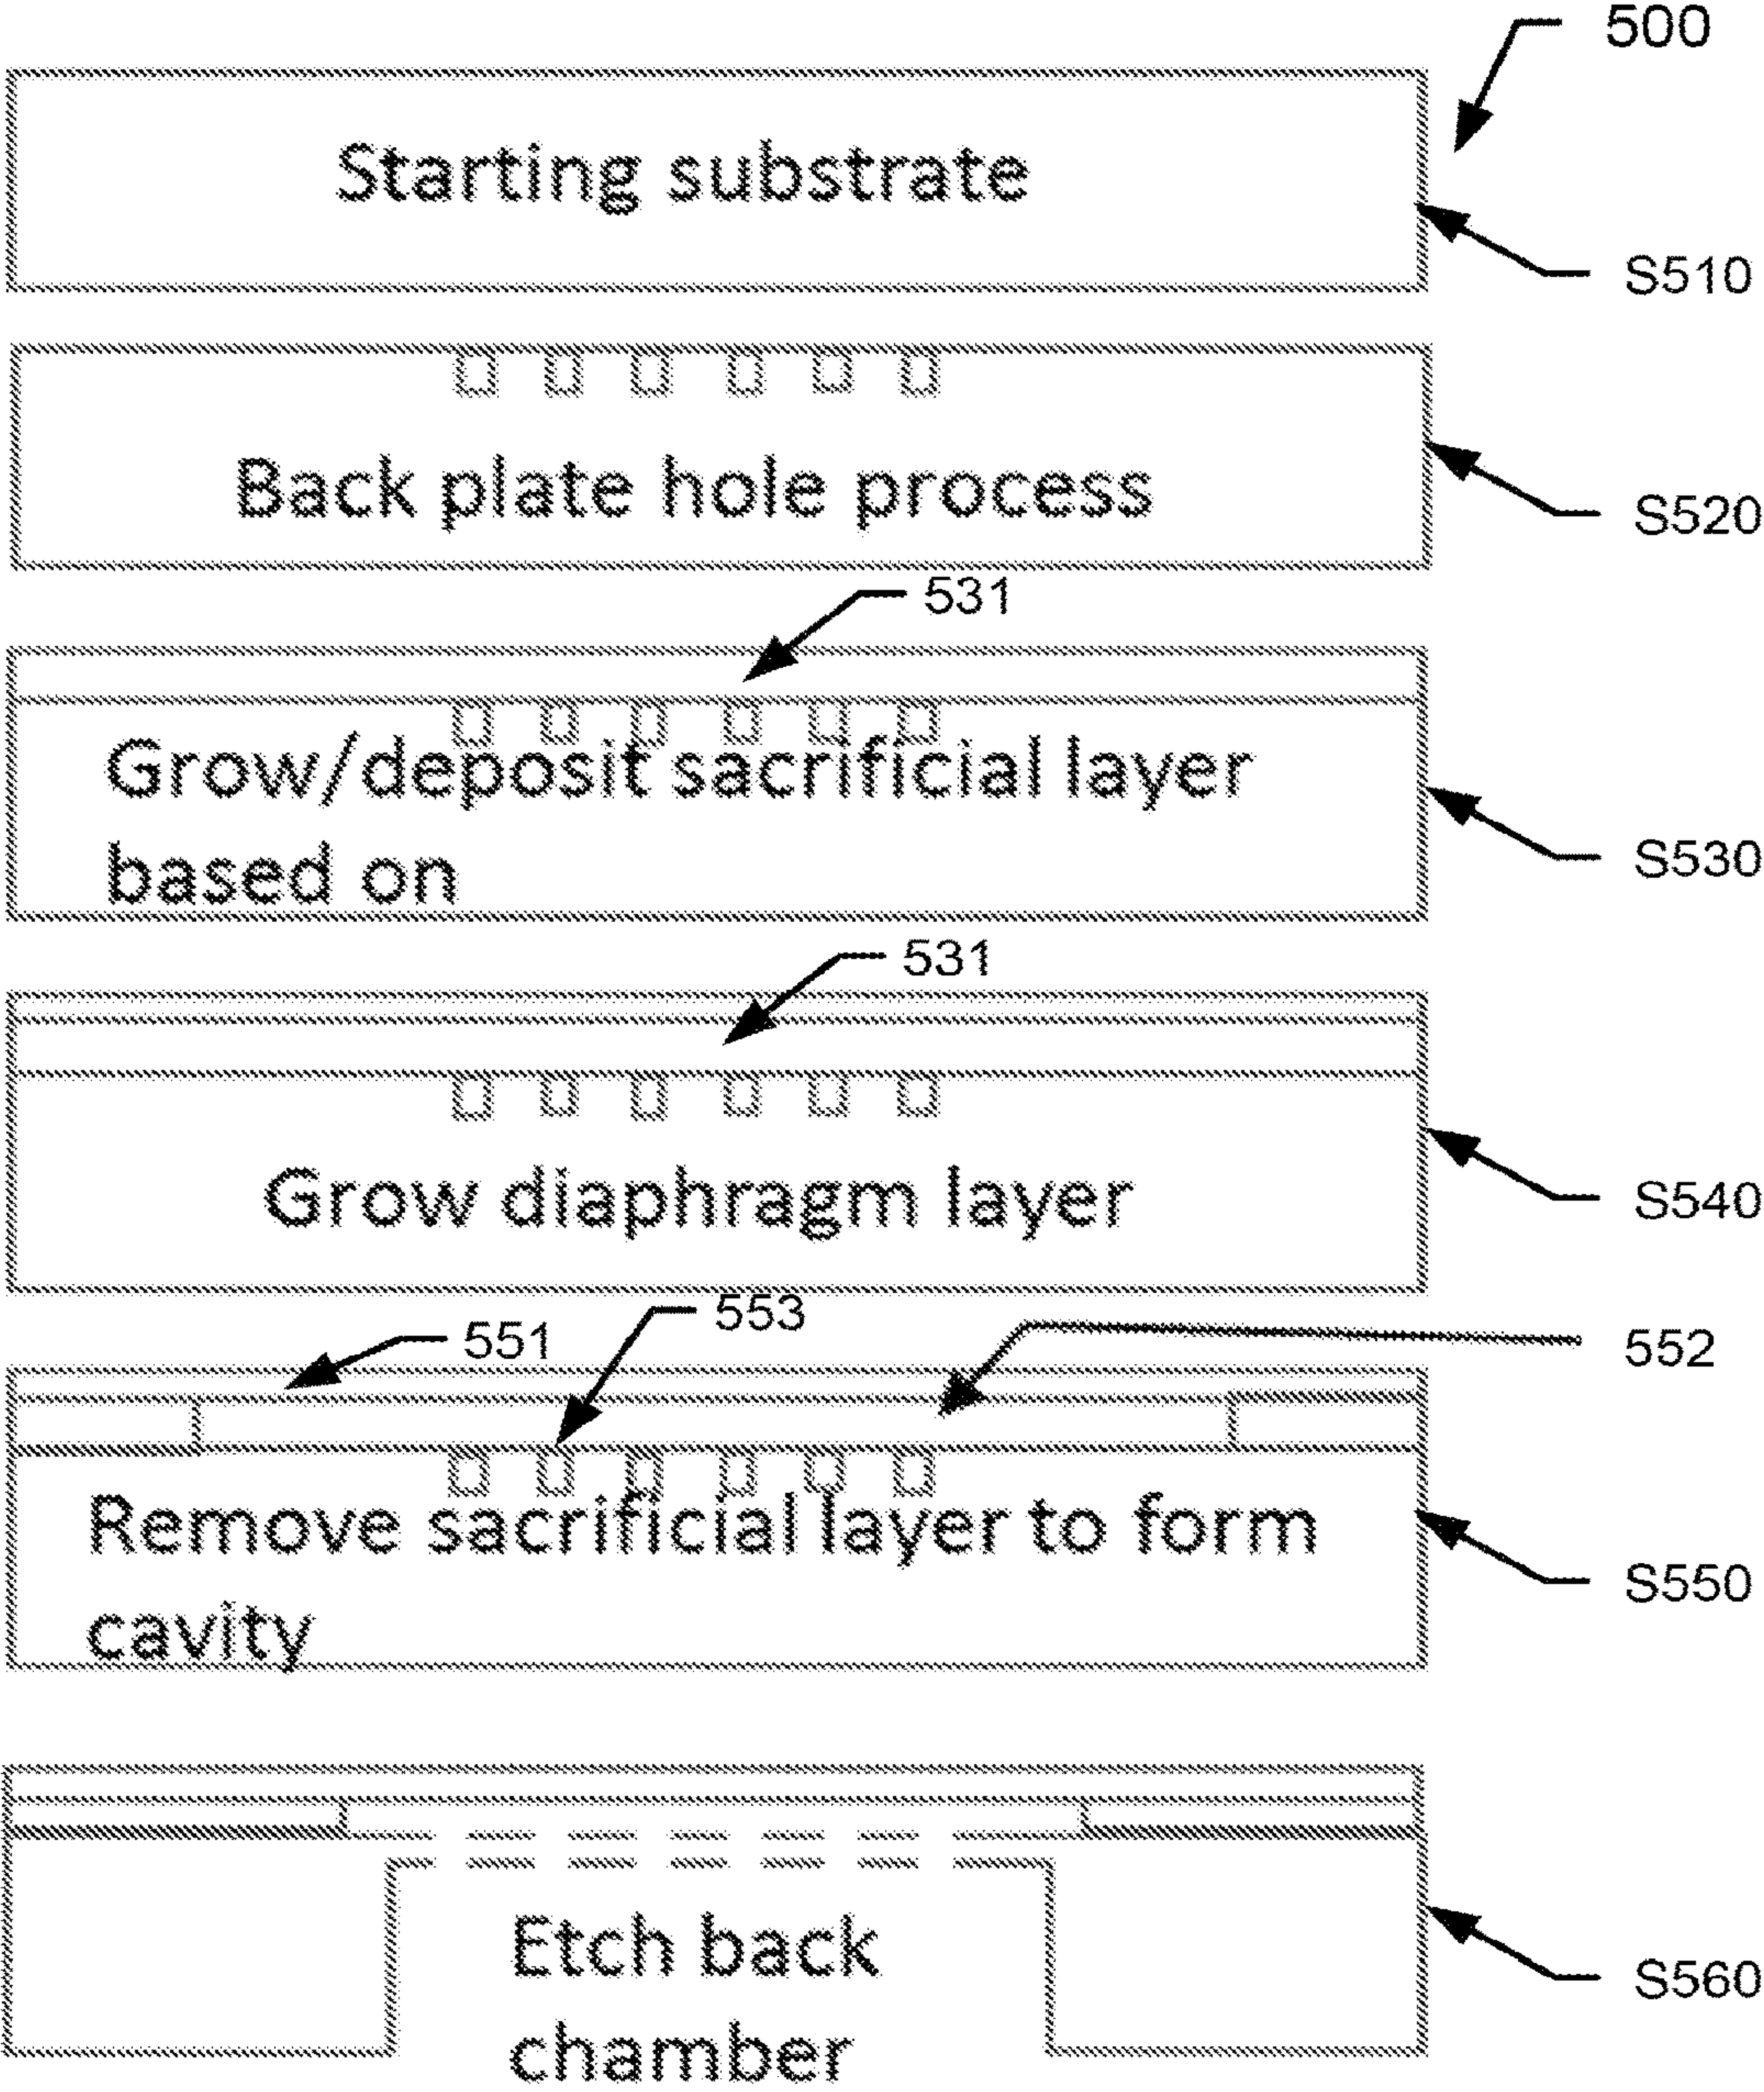 500
Starting substrate
S510
Back plate hole process
S520
531
Grow/deposit sacrificial layer
based on
S530
531
Grow diaphragm layer
S540
553
551
552
Remove sacrificial layer to form
cavity
S550
Etch back
chamber
S560